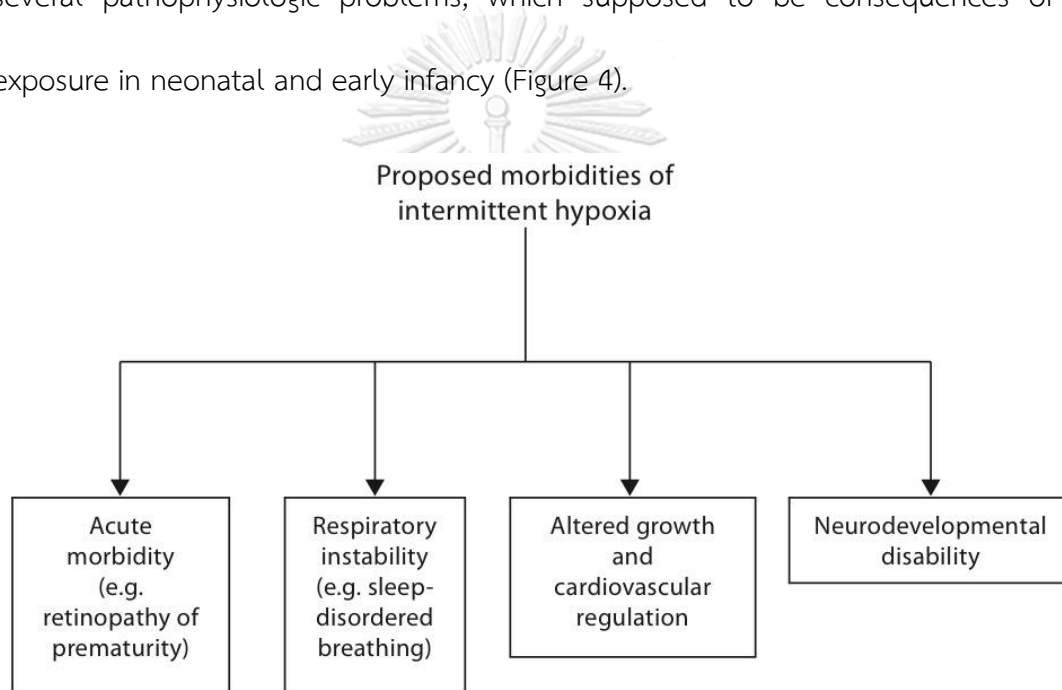 several pathophysiologic problems, which supposed to be consequences of
exposure in neonatal and early infancy (Figure 4).
Proposed morbidities of
intermittent hypoxia
Acute
morbidity
(e.g.
retinopathy of
prematurity)
Respiratory
instability
(e.g. sleep-
disordered
breathing)
Altered growth
and
cardiovascular
regulation
Neurodevelopmental
disability